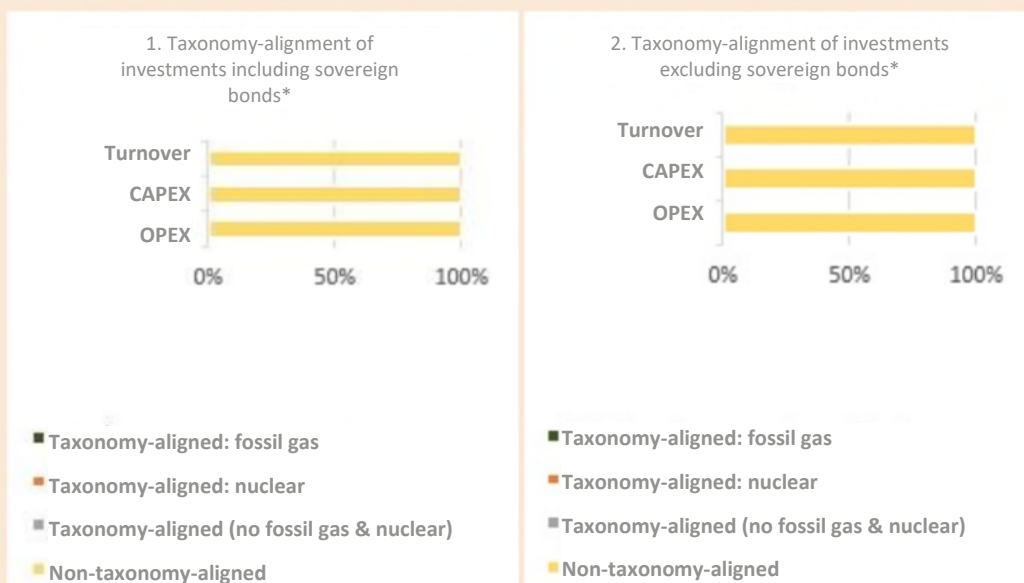 1. Taxonomy-alignment of
investments including sovereign
bonds*
Turnover
CAPEX
OPEX
0% 50% 100%
Taxonomy-aligned: fossil gas
Taxonomy-aligned: nuclear
Taxonomy-aligned (no fossil gas & nuclear)
Non-taxonomy-aligned
2. Taxonomy-alignment of investments
excluding sovereign bonds*
Turnover
CAPEX
OPEX
0% 50% 100%
Taxonomy-aligned: fossil gas
Taxonomy-aligned: nuclear
Taxonomy-aligned (no fossil gas & nuclear)
Non-taxonomy-aligned